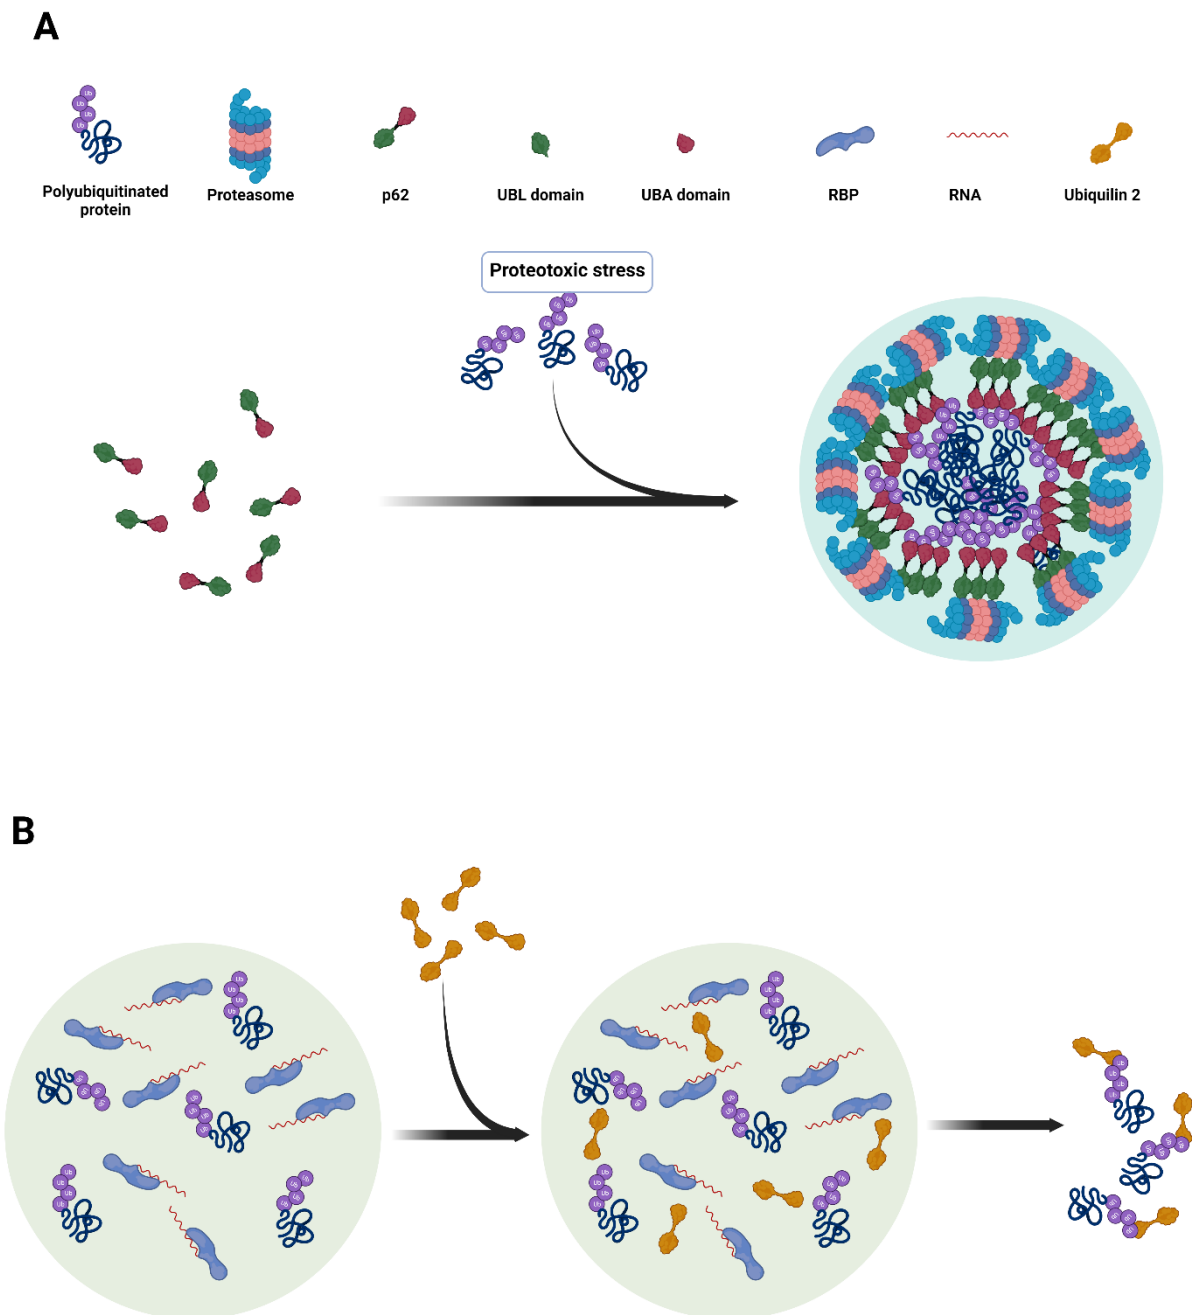 A
Polyubiquitinated
protein
Proteasome
p62
UBL domain
UBA domain
RBP
RNA
Ubiquilin 2
Proteotoxic stress
B